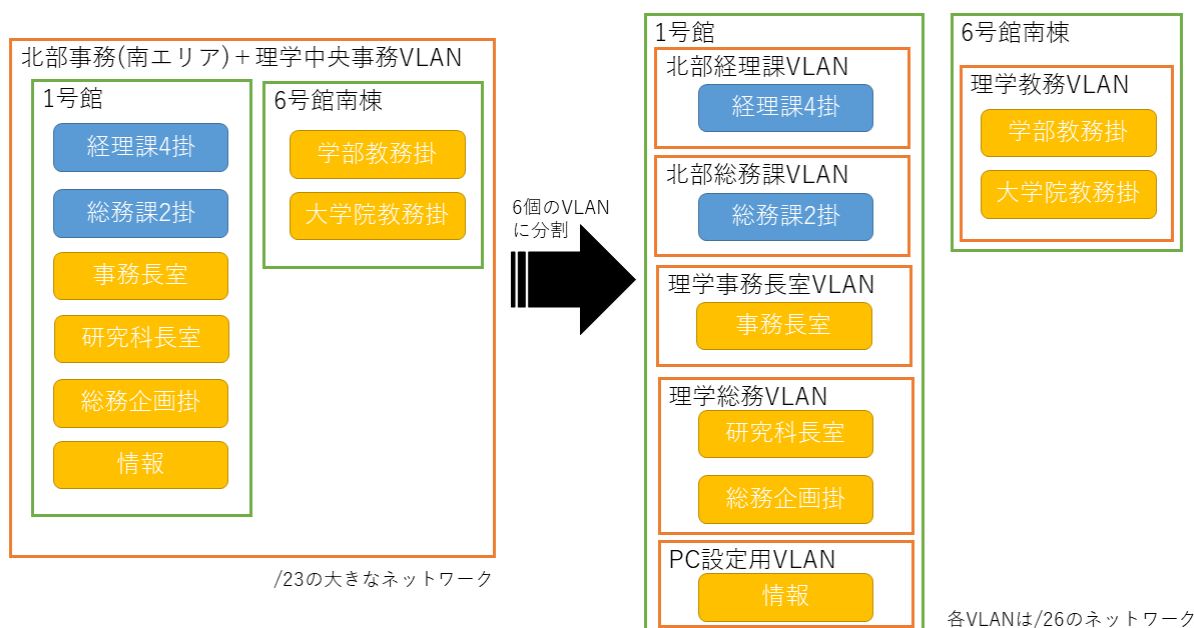 北部事務(南エリア)+理学中央事務VLAN
1号館
経理課4掛
総務課2掛
事務長室
研究科長室
総務企画掛
情報
6号館南棟
学部教務掛
大学院教務掛
/23の大きなネットワーク
6個のVLAN
に分割
1号館
北部経理課VLAN
経理課4掛
北部総務課VLAN
総務課2掛
理学事務長室VLAN
事務長室
理学総務VLAN
研究科長室
総務企画掛
PC設定用VLAN
情報
6号館南棟
理学教務VLAN
学部教務掛
大学院教務掛
各VLANは/26のネットワーク